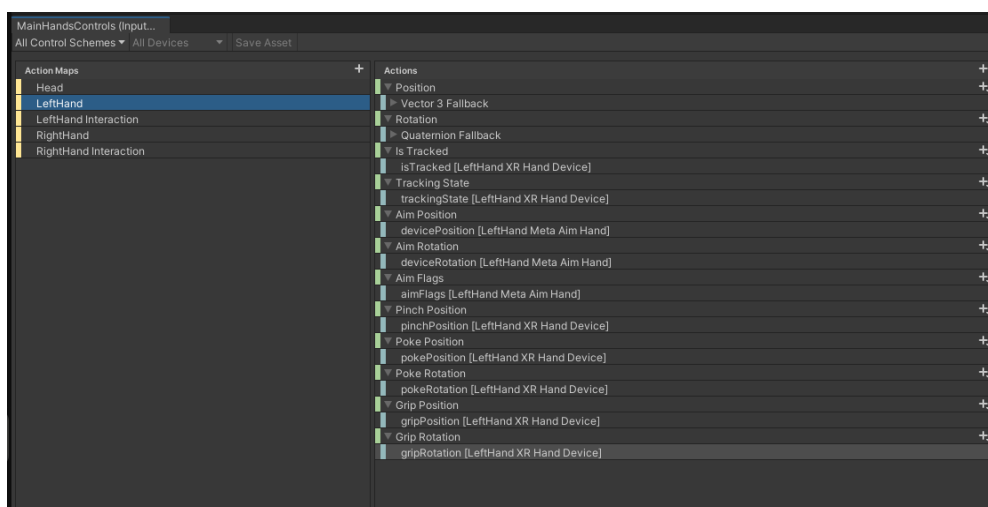 MainHandsControls (Input...
All Control Schemes All Devices Save Asset
Action Maps
Head
LeftHand
LeftHand Interaction
RightHand
RightHand Interaction
Actions
Position
Vector 3 Fallback
Rotation
Quaternion Fallback
Is Tracked
isTracked [LeftHand XR Hand Device]
Tracking State
trackingState [LeftHand XR Hand Device]
Aim Position
devicePosition [LeftHand Meta Aim Hand]
Aim Rotation
deviceRotation [LeftHand Meta Aim Hand]
Aim Flags
aimFlags [LeftHand Meta Aim Hand]
Pinch Position
pinchPosition [LeftHand XR Hand Device]
Poke Position
pokePosition [LeftHand XR Hand Device]
Poke Rotation
pokeRotation [LeftHand XR Hand Device]
Grip Position
gripPosition [LeftHand XR Hand Device]
Grip Rotation
gripRotation [LeftHand XR Hand Device]